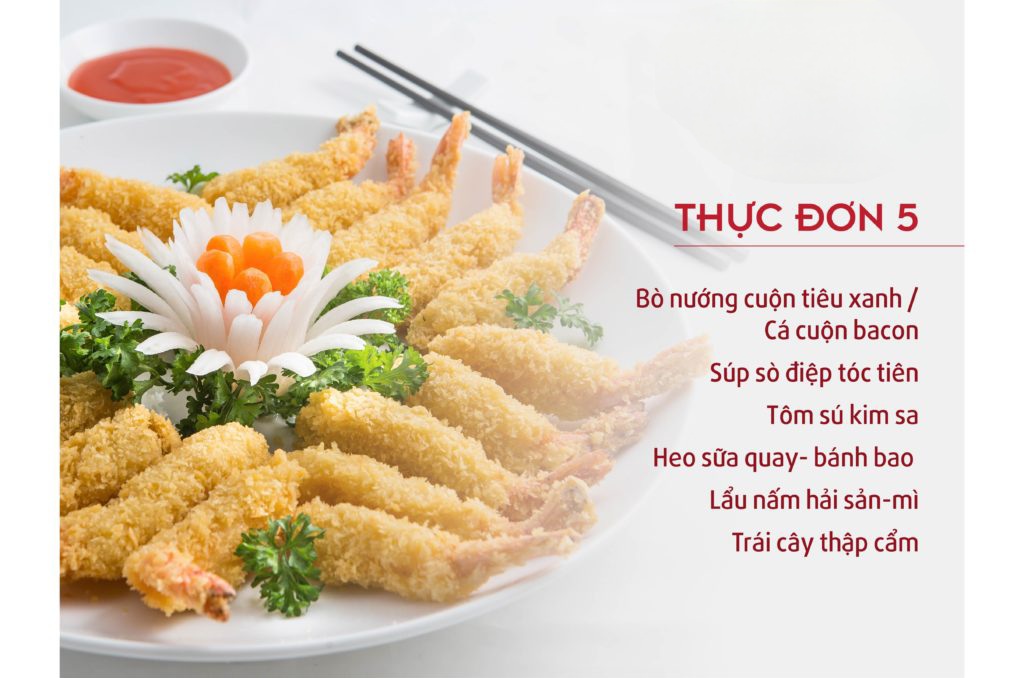 THỰC ĐƠN 5
Bò nướng cuộn tiêu xanh /
Cá cuộn bacon
Súp sò điệp tóc tiên
Tôm sú kim sa
Heo sữa quay- bánh bao
Lẩu nấm hải sản-mì
Trái cây thập cẩm